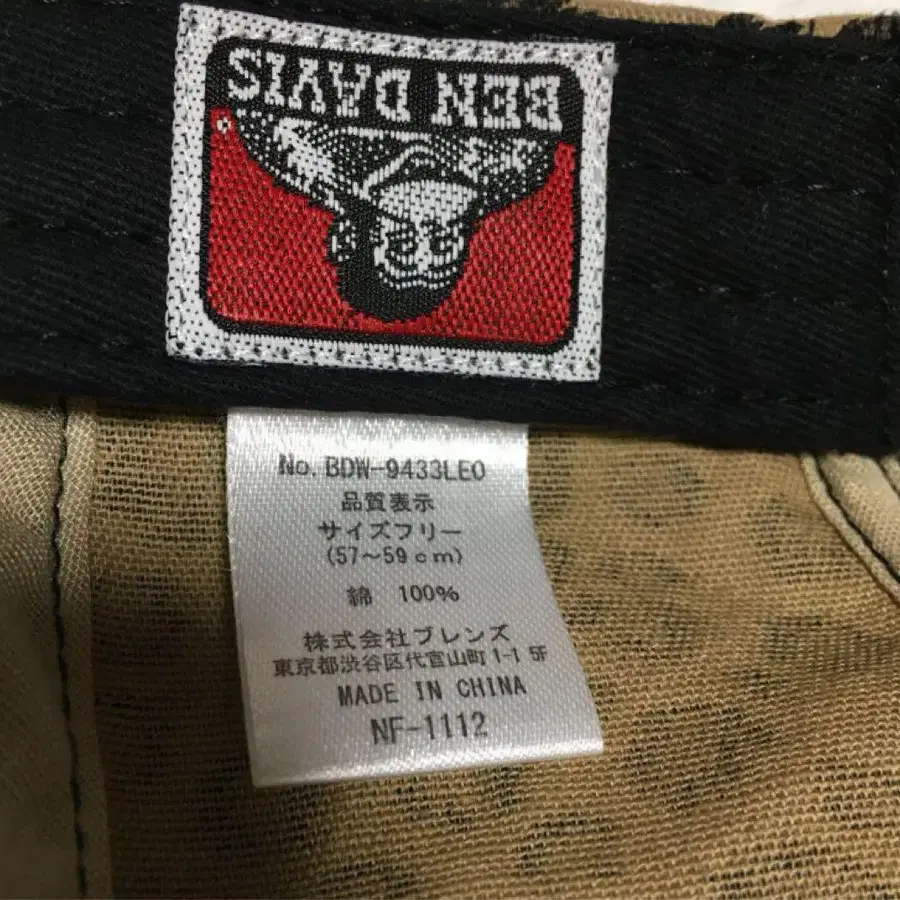 BEN DAVIS
No. BDW-9433LEO
品質表示
サイズフリー
(57～59cm)
綿 100%
株式会社ブレンズ
東京都渋谷区代官山町1-1 5F
MADE IN CHINA
NF-1112